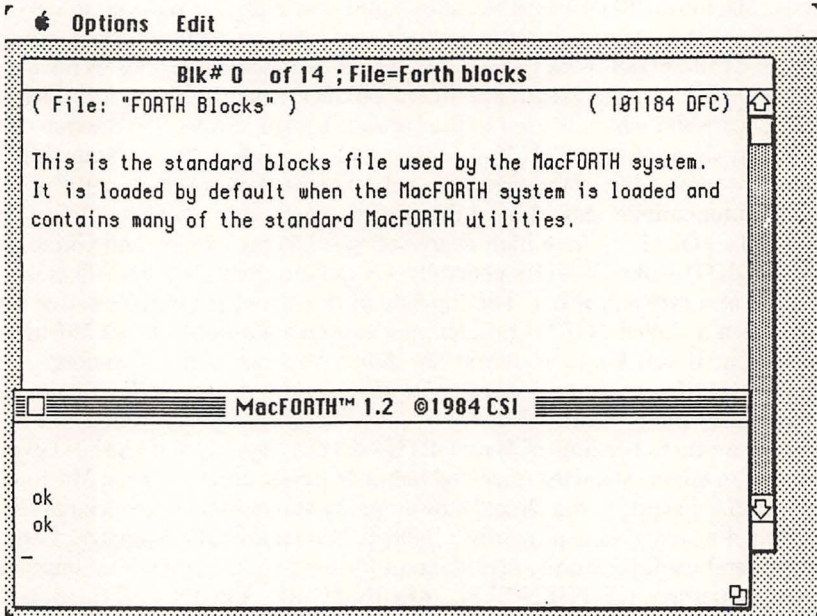 Options Edit
Blk# 0 of 14 ; File=Forth blocks
( File: "FORTH Blocks" ) ( 101184 DFC)
This is the standard blocks file used by the MacFORTH system.
It is loaded by default when the MacFORTH system is loaded and
contains many of the standard MacFORTH utilities.
MacFORTH™ 1.2 ©1984 CSI
ok
ok
_